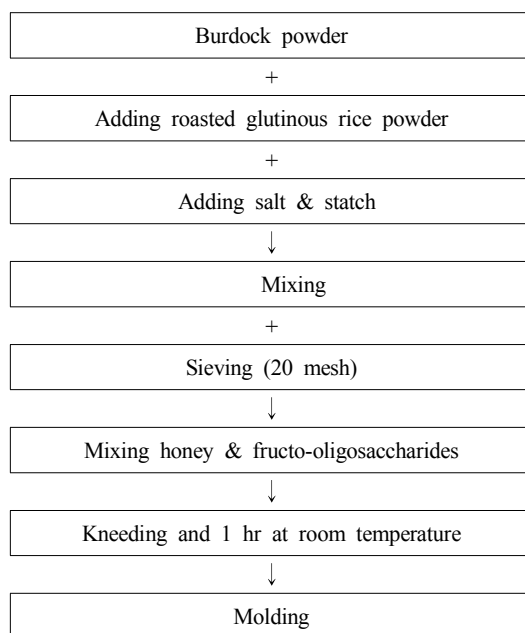 Burdock powder
+
Adding roasted glutinous rice powder
+
Adding salt & statch
↓
Mixing
+
Sieving (20 mesh)
↓
Mixing honey & fructo-oligosaccharides
↓
Kneeding and 1 hr at room temperature
↓
Molding